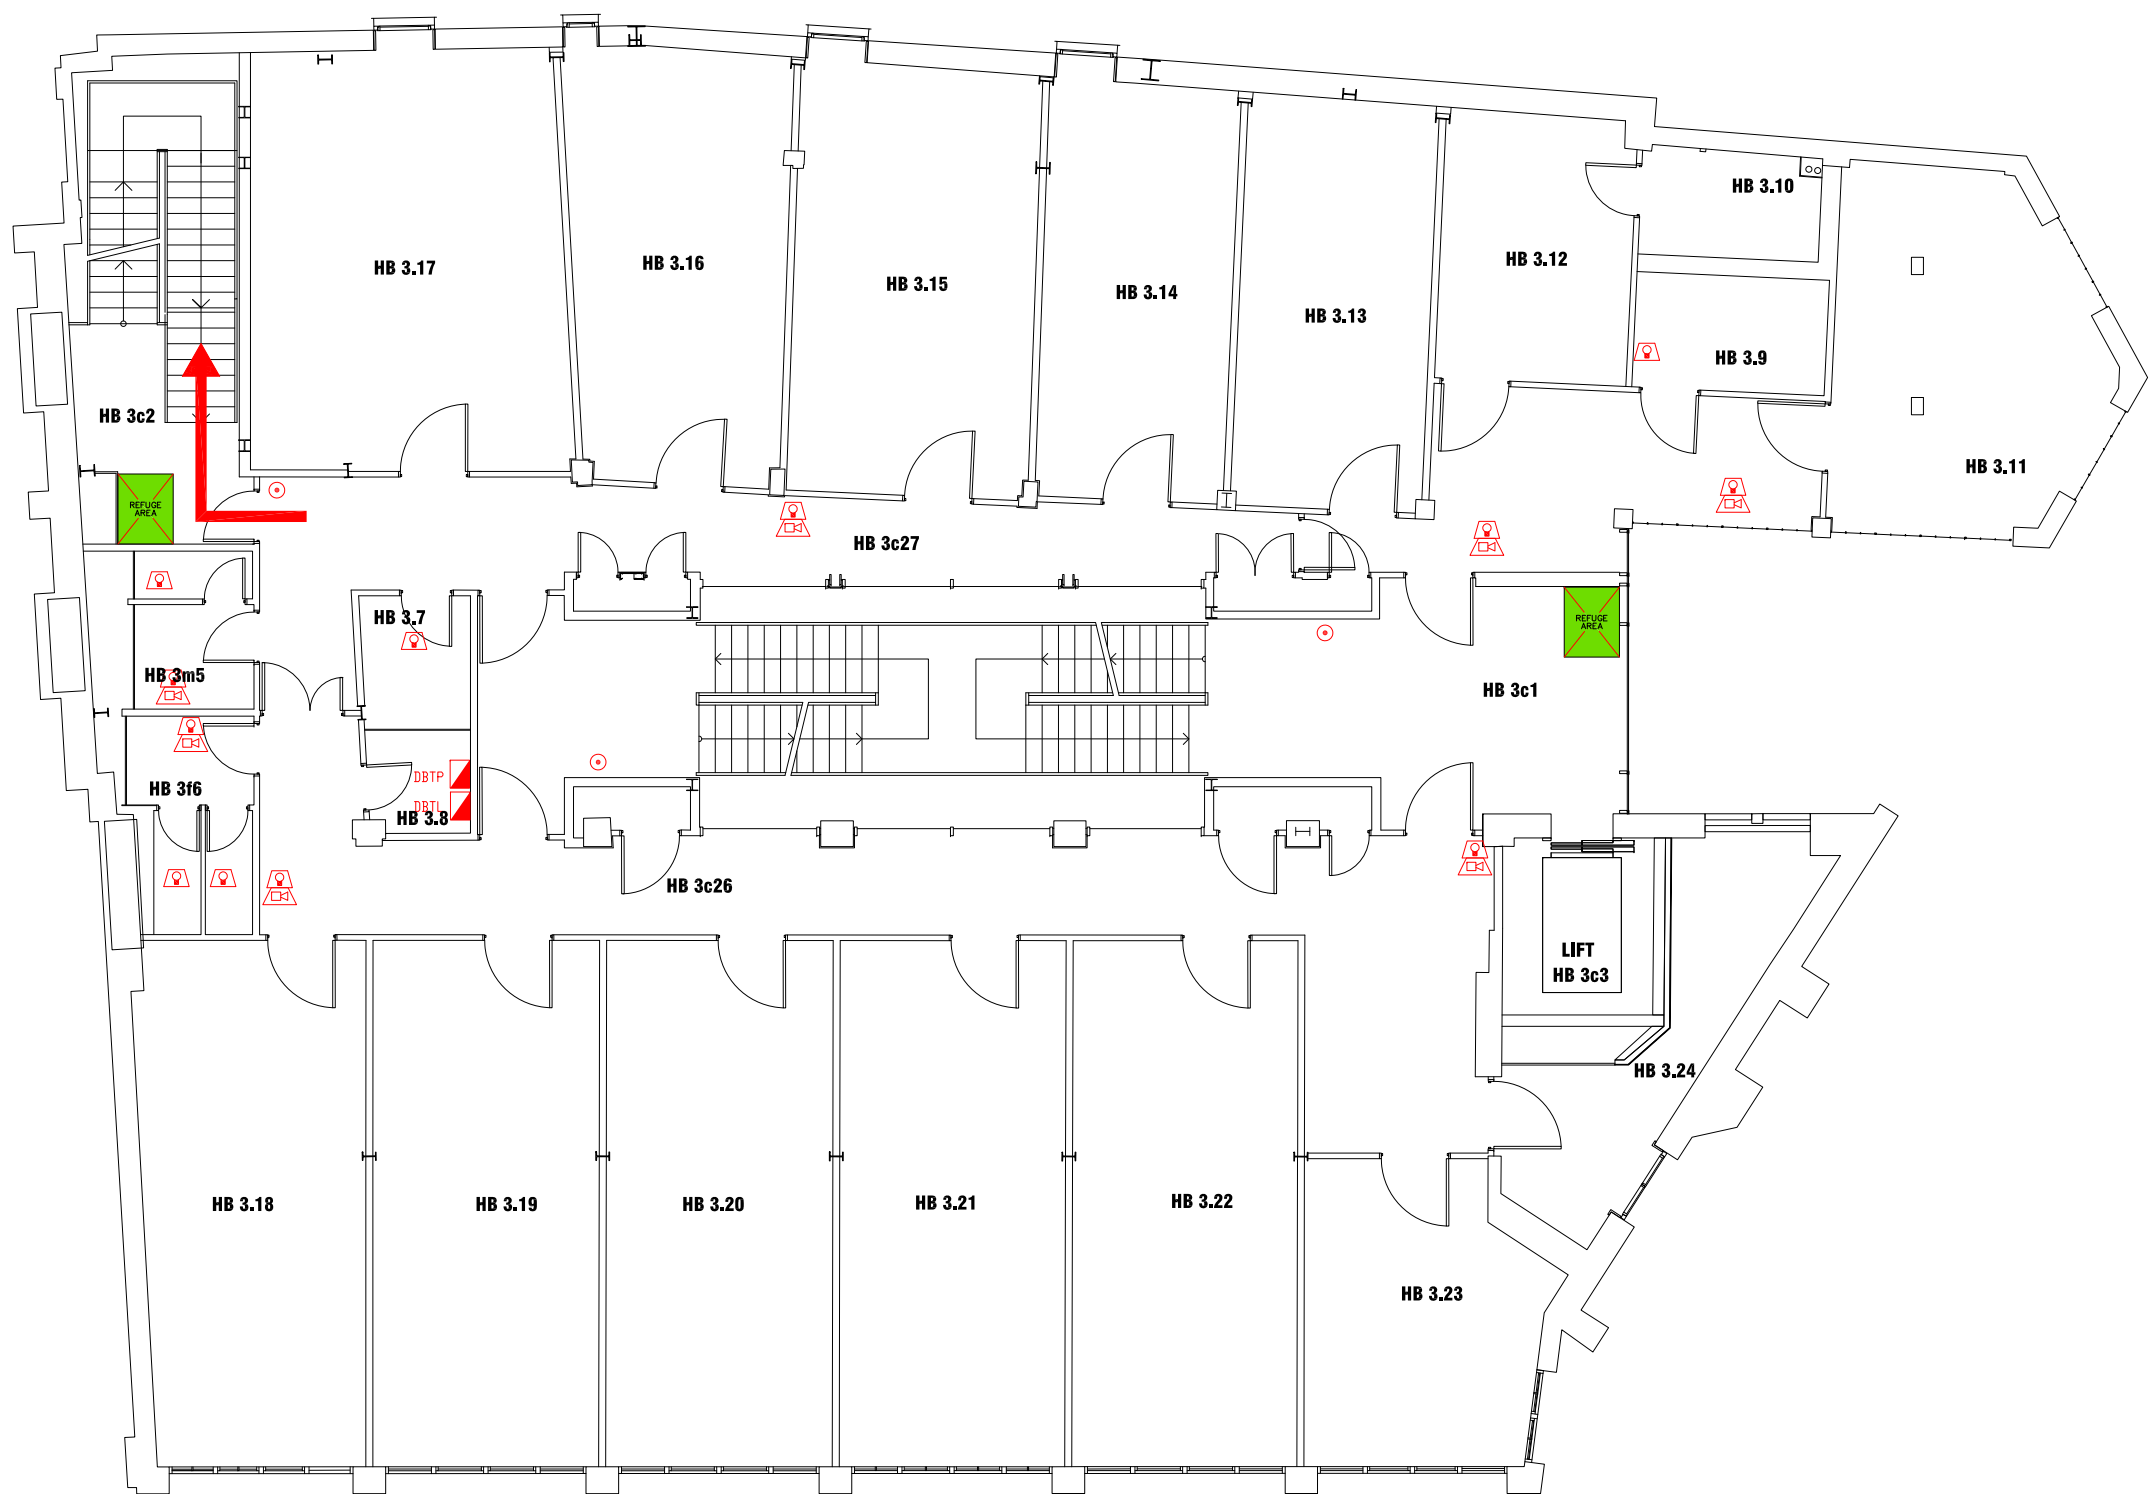 HB 3.10
HB 3.17
HB 3.16
HB 3.15
HB 3.14
HB 3.13
HB 3.12
HB 3.9
HB 3.11
HB 3c2
REFUGE
AREA
HB 3c27
HB 3.7
REFUGE
AREA
HB 3m5
HB 3c1
HB 3f6
DBTP
DBTL
HB 3.8
HB 3c26
LIFT
HB 3c3
HB 3.24
HB 3.18
HB 3.19
HB 3.20
HB 3.21
HB 3.22
HB 3.23